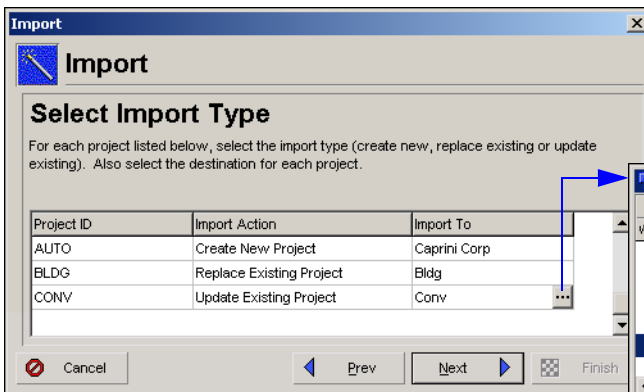 Import
Import
Select Import Type
For each project listed below, select the import type (create new, replace existing or update
existing). Also select the destination for each project.
Project ID Import Action Import To
AUTO Create New Project Caprini Corp
BLDG Replace Existing Project Bldg
CONV Update Existing Project Conv ...
Cancel Prev Next Finish